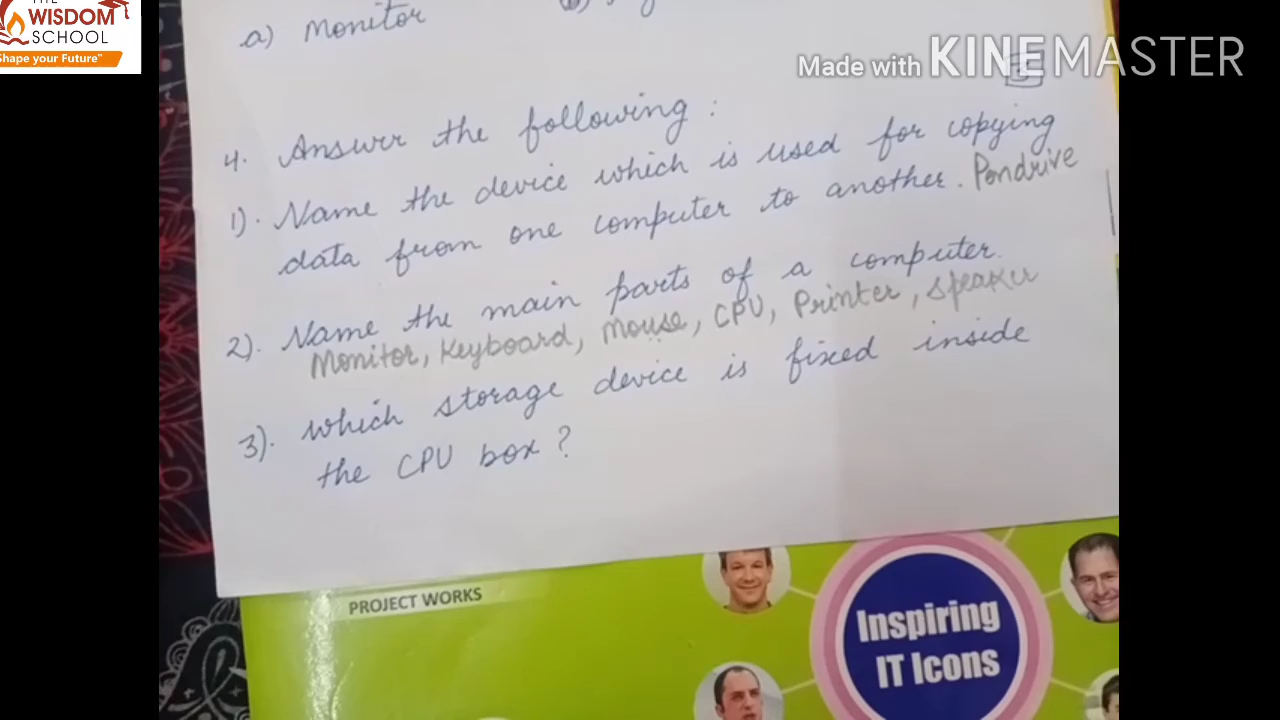 THE
WISDOM
SCHOOL
Shape your Future"
Made with KINEMASTER
a) Monitor
3
4. Answer the following :
1). Name the device which is used for copying
data from one computer to another. Pendrive
2). Name the main parts of a computer.
Monitor, Keyboard, Mouse, CPU, Printer, Speaker
3). which storage device is fixed inside
the CPU box ?
PROJECT WORKS
Inspiring
IT Icons